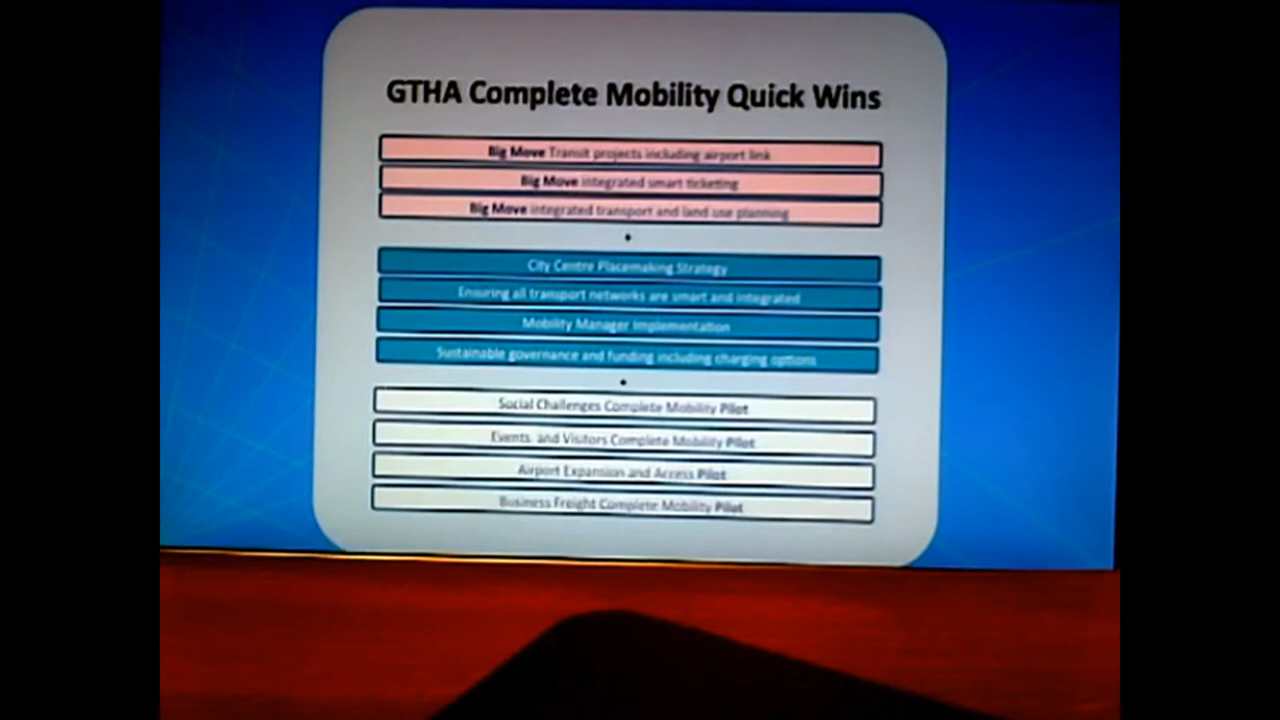 GTHA Complete Mobility Quick Wins
Big Move Transit projects including airport link
Big Move integrated smart ticketing
Big Move integrated transport and land use planning
•
City Centre Placemaking Strategy
Ensuring all transport networks are smart and integrated
Mobility Manager implementation
Sustainable governance and funding including charging options
•
Social Challenges Complete Mobility Pilot
Events and Visitors Complete Mobility Pilot
Airport Expansion and Access Pilot
Business Freight Complete Mobility Pilot